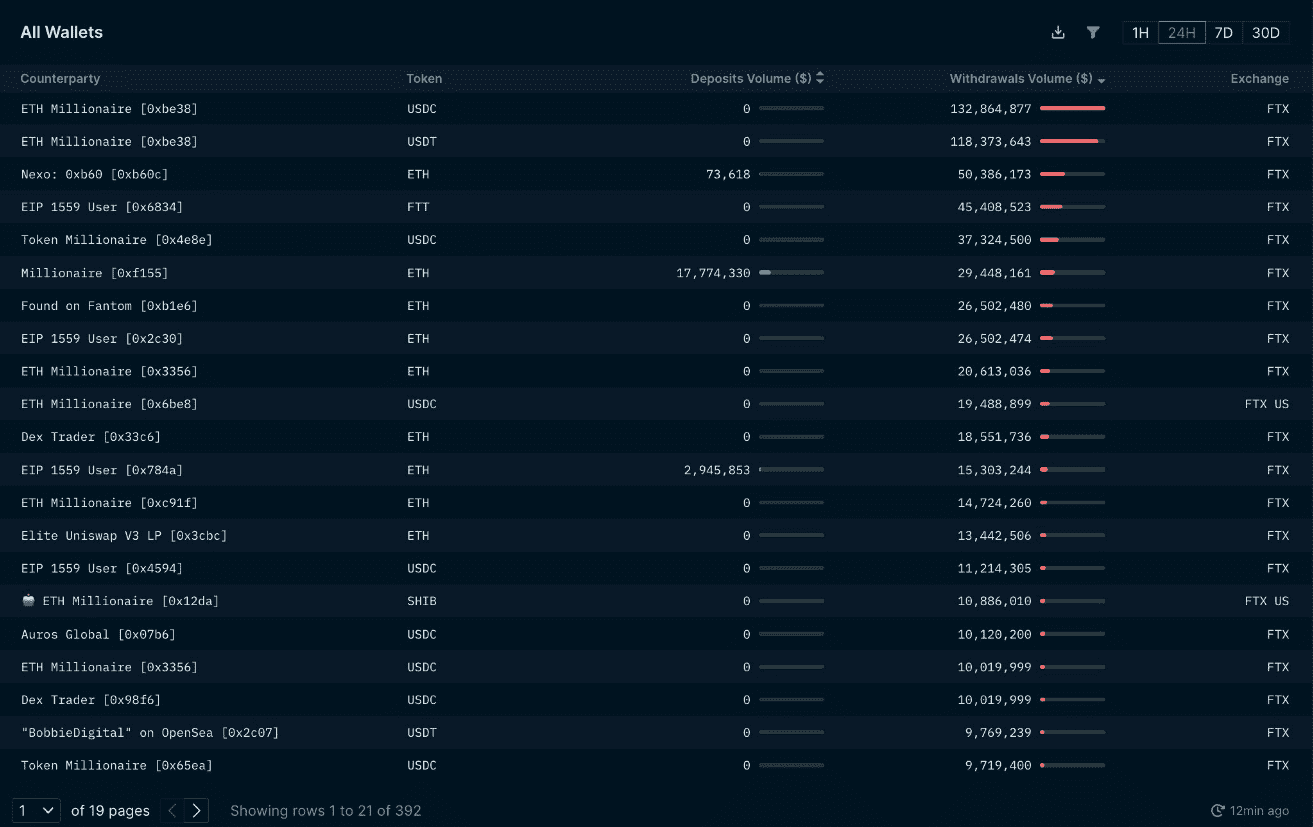 All Wallets 1H 24H 7D 30D
Counterparty Token Deposits Volume ($) Withdrawals Volume ($) Exchange
ETH Millionaire [0xbe38] USDC 0 132,864,877 FTX
ETH Millionaire [0xbe38] USDT 0 118,373,643 FTX
Nexo: 0xb60 [0xb60c] ETH 73,618 50,386,173 FTX
EIP 1559 User [0x6834] FTT 0 45,408,523 FTX
Token Millionaire [0x4e8e] USDC 0 37,324,500 FTX
Millionaire [0xf155] ETH 17,774,330 29,448,161 FTX
Found on Fantom [0xb1e6] ETH 0 26,502,480 FTX
EIP 1559 User [0x2c30] ETH 0 26,502,474 FTX
ETH Millionaire [0x3356] ETH 0 20,613,036 FTX
ETH Millionaire [0x6be8] USDC 0 19,488,899 FTX US
Dex Trader [0x33c6] ETH 0 18,551,736 FTX
EIP 1559 User [0x784a] ETH 2,945,853 15,303,244 FTX
ETH Millionaire [0xc91f] ETH 0 14,724,260 FTX
Elite Uniswap V3 LP [0x3cbc] ETH 0 13,442,506 FTX
EIP 1559 User [0x4594] USDC 0 11,214,305 FTX
ETH Millionaire [0x12da] SHIB 0 10,886,010 FTX US
Auros Global [0x07b6] USDC 0 10,120,200 FTX
ETH Millionaire [0x3356] USDC 0 10,019,999 FTX
Dex Trader [0x98f6] USDC 0 10,019,999 FTX
"BobbieDigital" on OpenSea [0x2c07] USDT 0 9,769,239 FTX
Token Millionaire [0x65ea] USDC 0 9,719,400 FTX
1 of 19 pages Showing rows 1 to 21 of 392 12min ago